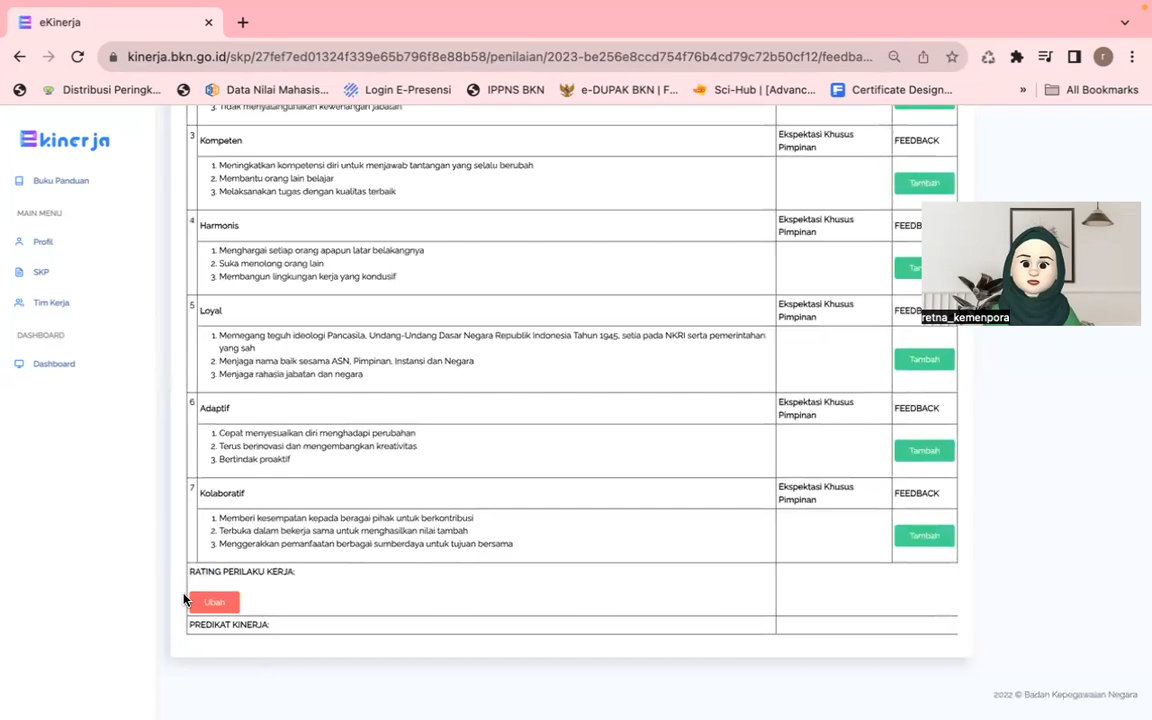 eKinerja
kinerja.bkn.go.id/skp/27fef7ed01324f339e65b796f8e88b58/penilaian/2023-be256e8ccd754f76b4cd79c72b50cf12/feedba...
Distribusi Peringk...
Data Nilai Mahasis...
Login E-Presensi
IPPNS BKN
e-DUPAK BKN | F...
Sci-Hub | [Advanc...
Certificate Design...
»
All Bookmarks
r
Ekinerja
Buku Panduan
MAIN MENU
Profil
SKP
Tim Kerja
DASHBOARD
Dashboard
3. Tidak menyalahgunakan kewenangan jabatan
3 Kompeten Ekspektasi Khusus Pimpinan FEEDBACK
1. Meningkatkan kompetensi diri untuk menjawab tantangan yang selalu berubah
2. Membantu orang lain belajar
3. Melaksanakan tugas dengan kualitas terbaik
Tambah
4 Harmonis Ekspektasi Khusus Pimpinan FEEDB
1. Menghargai setiap orang apapun latar belakangnya
2. Suka menolong orang lain
3. Membangun lingkungan kerja yang kondusif
Tam
retna_kemenpora
5 Loyal Ekspektasi Khusus Pimpinan FEEDBACK
1. Memegang teguh ideologi Pancasila, Undang-Undang Dasar Negara Republik Indonesia Tahun 1945, setia pada NKRI serta pemerintahan
yang sah
2. Menjaga nama baik sesama ASN, Pimpinan, Instansi dan Negara
3. Menjaga rahasia jabatan dan negara
Tambah
6 Adaptif Ekspektasi Khusus Pimpinan FEEDBACK
1. Cepat menyesuaikan diri menghadapi perubahan
2. Terus berinovasi dan mengembangkan kreativitas
3. Bertindak proaktif
Tambah
7 Kolaboratif Ekspektasi Khusus Pimpinan FEEDBACK
1. Memberi kesempatan kepada beragai pihak untuk berkontribusi
2. Terbuka dalam bekerja sama untuk menghasilkan nilai tambah
3. Menggerakkan pemanfaatan berbagai sumberdaya untuk tujuan bersama
Tambah
RATING PERILAKU KERJA:
Ubah
PREDIKAT KINERJA:
2022 © Badan Kepegawaian Negara